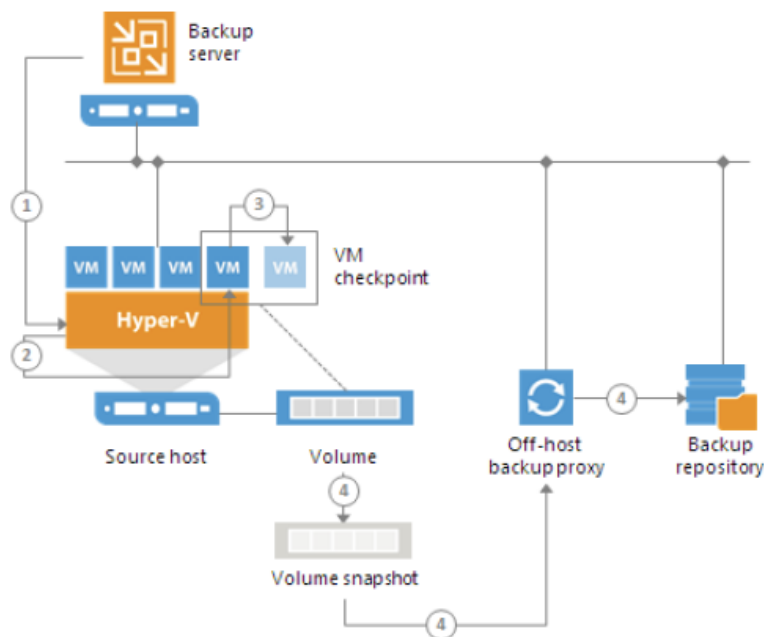 Backup
server
1
3
VM
VM
VM
VM
VM
VM
checkpoint
Hyper-V
2
4
Source host
Volume
Off-host
backup proxy
Backup
repository
4
Volume snapshot
4